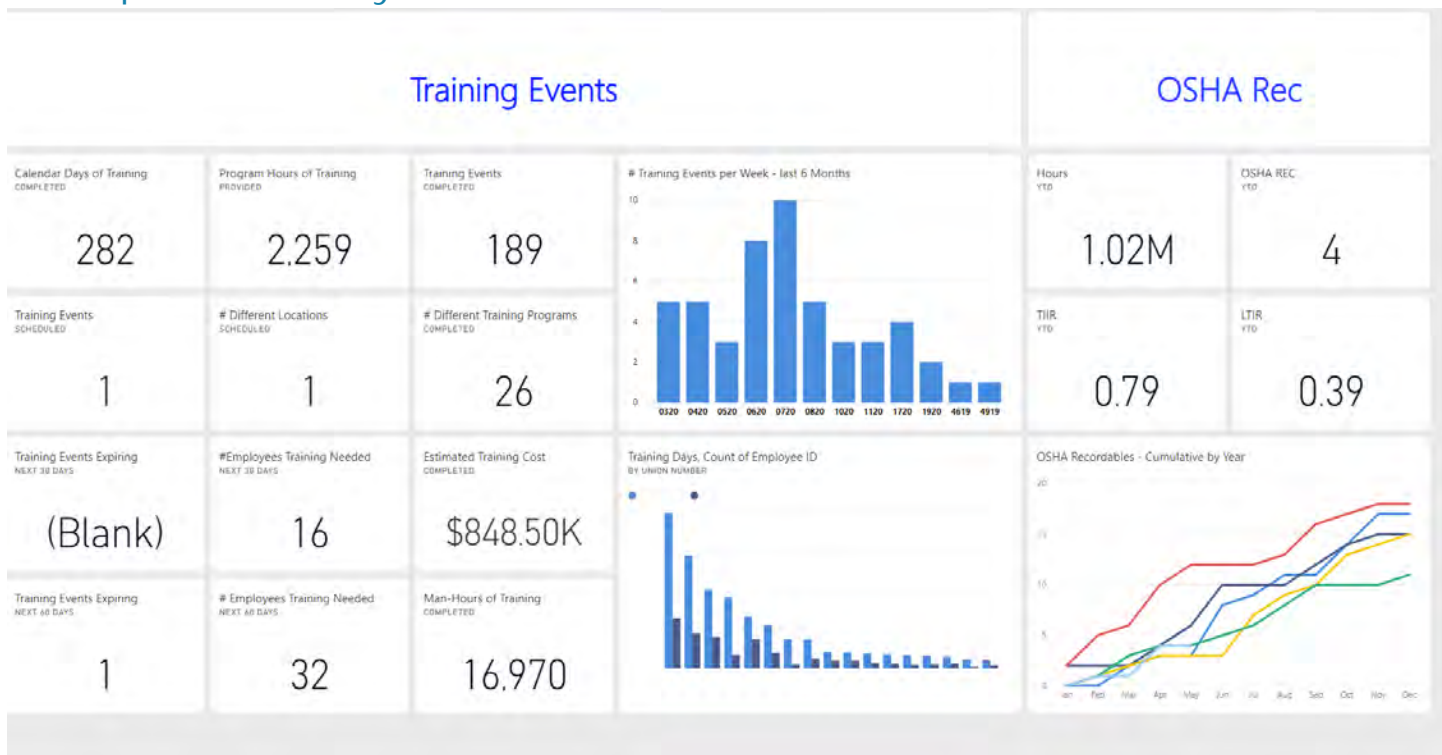 Training Events
OSHA Rec
Calendar Days of Training
COMPLETED
282
Program Hours of Training
PROVIDED
2,259
Training Events
COMPLETED
189
# Training Events per Week - last 6 Months
10
8
6
4
2
0
0320 0420 0520 0620 0720 0820 1020 1120 1720 1920 4619 4919
Hours
YTD
1.02M
OSHA REC
YTD
4
Training Events
SCHEDULED
1
# Different Locations
SCHEDULED
1
# Different Training Programs
COMPLETED
26
TIIR
YTD
0.79
LTIR
YTD
0.39
Training Events Expiring
NEXT 30 DAYS
(Blank)
#Employees Training Needed
NEXT 30 DAYS
16
Estimated Training Cost
COMPLETED
$848.50K
Training Days, Count of Employee ID
BY UNION NUMBER
OSHA Recordables - Cumulative by Year
20
15
10
5
0
Jan Feb Mar Apr May Jun Jul Aug Sep Oct Nov Dec
Training Events Expiring
NEXT 60 DAYS
1
# Employees Training Needed
NEXT 60 DAYS
32
Man-Hours of Training
COMPLETED
16,970